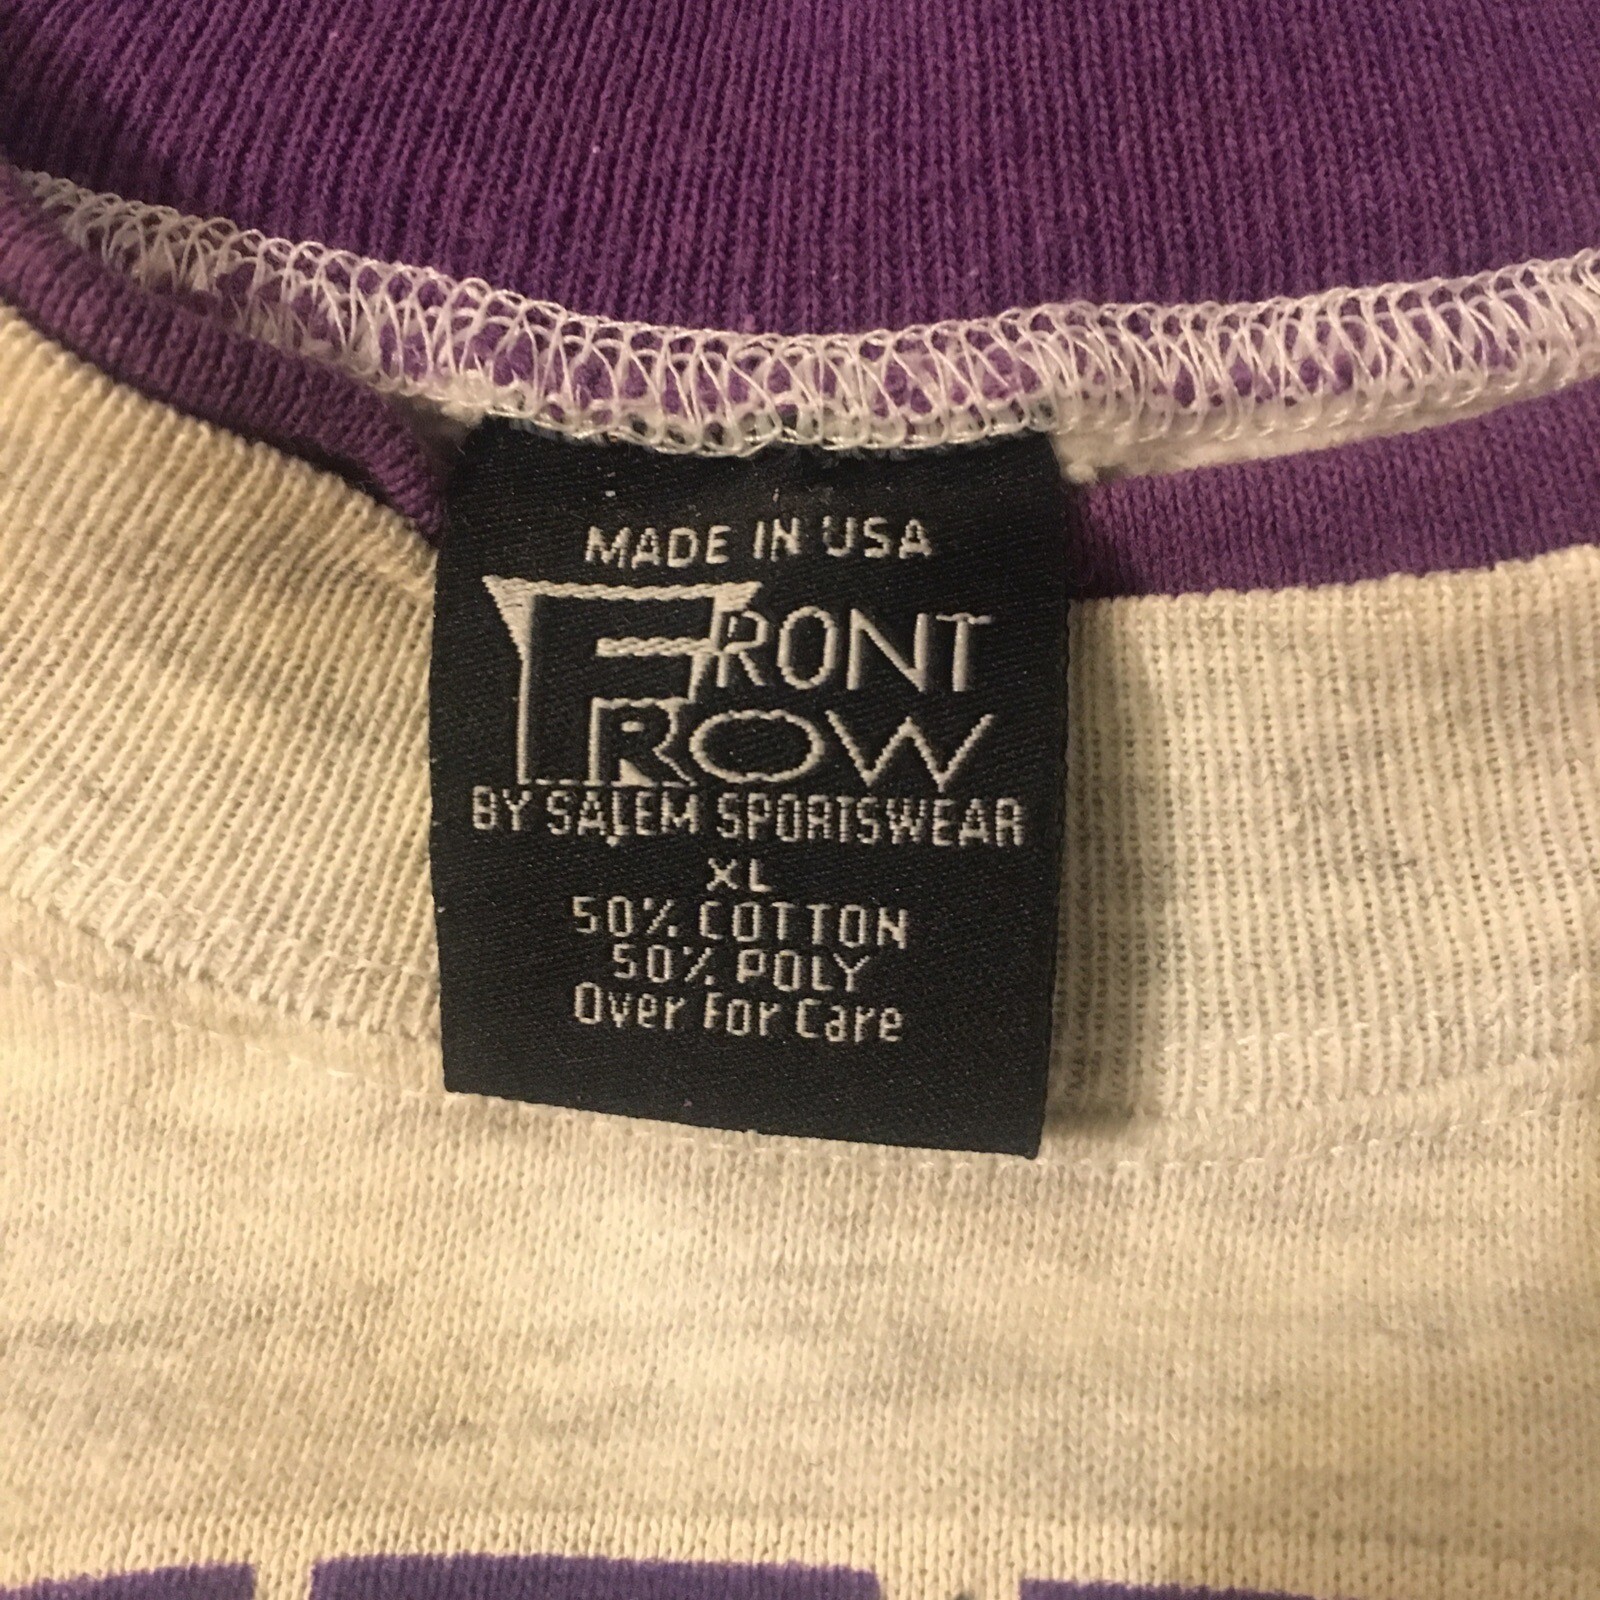 MADE IN USA
FRONT
ROW
BY SALEM SPORTSWEAR
XL
50% COTTON
50% POLY
Over For Care